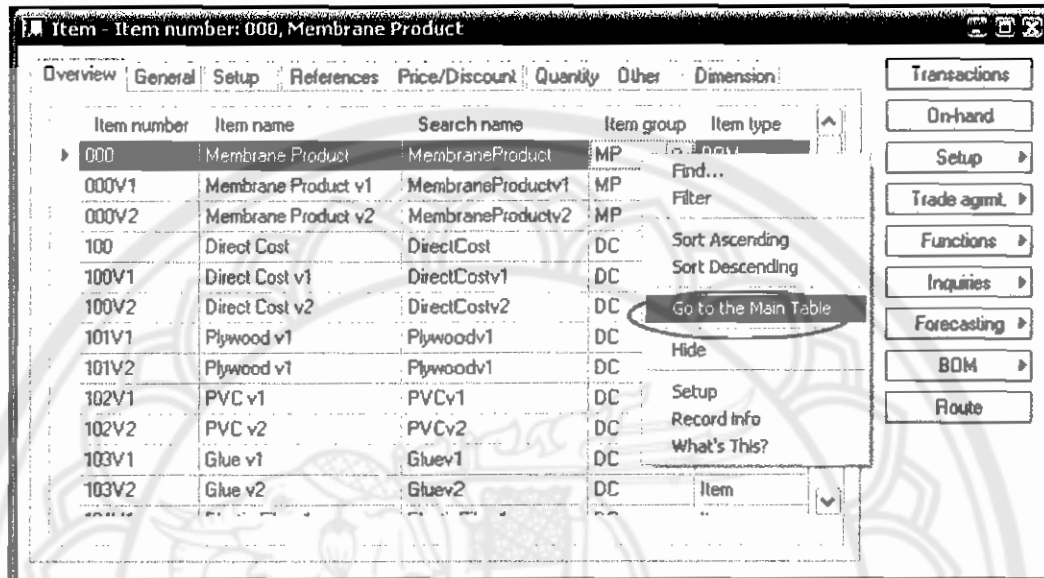 Item - Item number: 000, Membrane Product
Overview General Setup References Price/Discount Quantity Other Dimension
Transactions
Item number Item name Search name Item group Item type
On-hand
000 Membrane Product MembraneProduct MP BOM
Find...
Setup
000V1 Membrane Product v1 MembraneProductv1 MP
Filter
Trade agrmt.
000V2 Membrane Product v2 MembraneProductv2 MP
100 Direct Cost DirectCost DC
Sort Ascending
Functions
100V1 Direct Cost v1 DirectCostv1 DC
Sort Descending
Inquiries
100V2 Direct Cost v2 DirectCostv2 DC
Go to the Main Table
Forecasting
101V1 Plywood v1 Plywoodv1 DC
Hide
101V2 Plywood v1 Plywoodv1 DC
BOM
102V1 PVC v1 PVCv1 DC
Setup
Route
102V2 PVC v2 PVCv2 DC
Record Info
103V1 Glue v1 Gluev1 DC
What's This?
103V2 Glue v2 Gluev2 DC Item